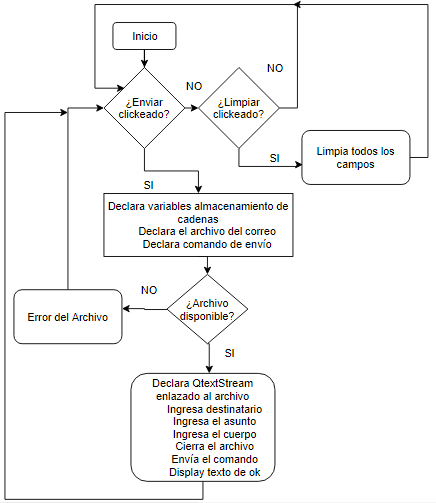 Inicio
¿Enviar
clickeado?
NO
¿Limpiar
clickeado?
NO
SI
Limpia todos los
campos
SI
Declara variables almacenamiento de
cadenas
Declara el archivo del correo
Declara comando de envío
¿Archivo
disponible?
NO
Error del Archivo
SI
Declara QtextStream
enlazado al archivo
Ingresa destinatario
Ingresa el asunto
Ingresa el cuerpo
Cierra el archivo
Envía el comando
Display texto de ok